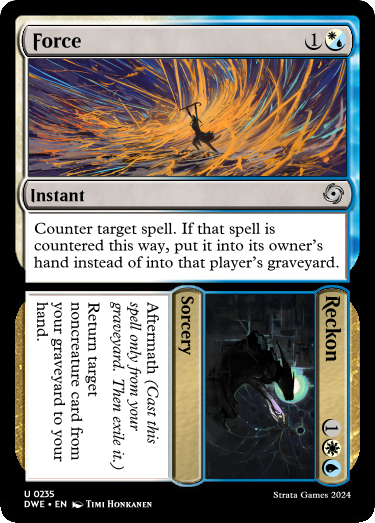 Force 1
Instant
Counter target spell. If that spell is
countered this way, put it into its owner's
hand instead of into that player's graveyard.
Reckon 1
Sorcery
Aftermath (Cast this
spell only from your
graveyard. Then exile it.)
Return target
noncreature card from
your graveyard to your
hand.
U 0235
DWE • EN Timi Honkanen
Strata Games 2024